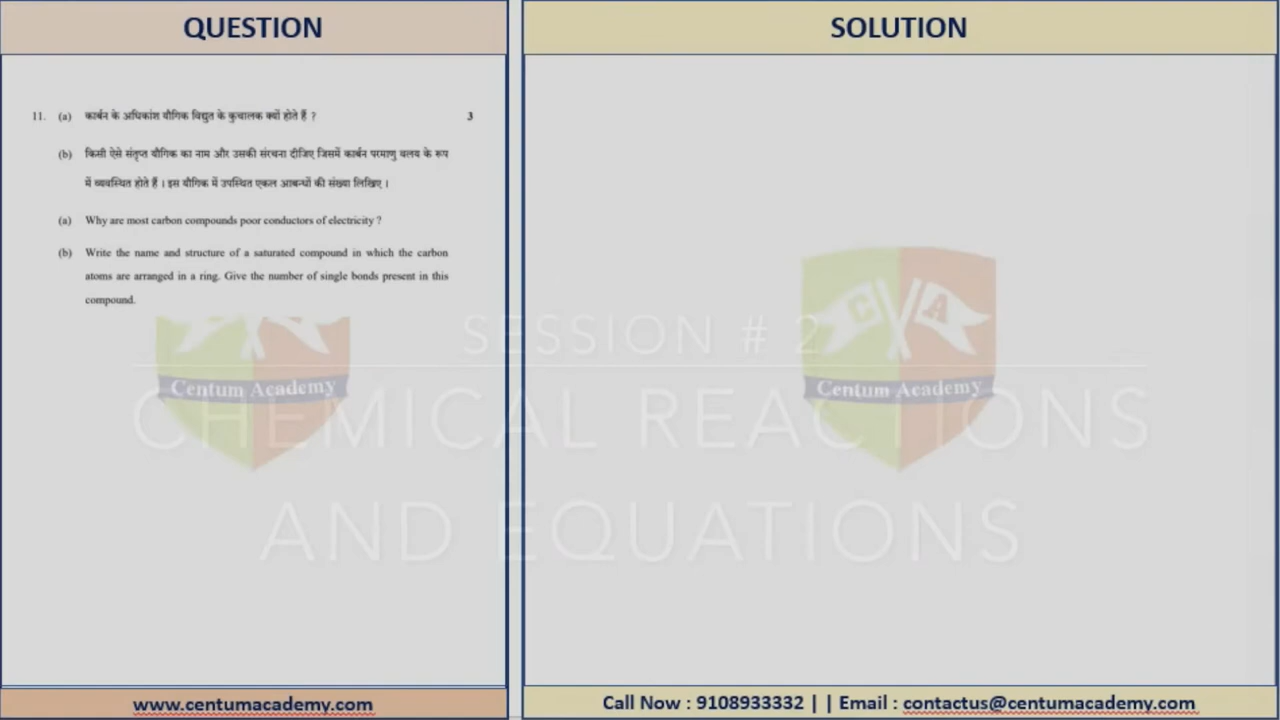 QUESTION
SOLUTION
11. (a) कार्बन के अधिकांश यौगिक विद्युत के कुचालक क्यों होते हैं ? 3
(b) किसी ऐसे संतृप्त यौगिक का नाम और उसकी संरचना दीजिए जिसमें कार्बन परमाणु वलय के रूप
में व्यवस्थित होते हैं । इस यौगिक में उपस्थित एकल आबन्धों की संख्या लिखिए ।
(a) Why are most carbon compounds poor conductors of electricity ?
(b) Write the name and structure of a saturated compound in which the carbon
atoms are arranged in a ring. Give the number of single bonds present in this
compound.
SESSION # 2
CHEMICAL REACTIONS
AND EQUATIONS
Centum Academy
C A
Centum Academy
www.centumacademy.com
Call Now : 9108933332 | | Email : contactus@centumacademy.com